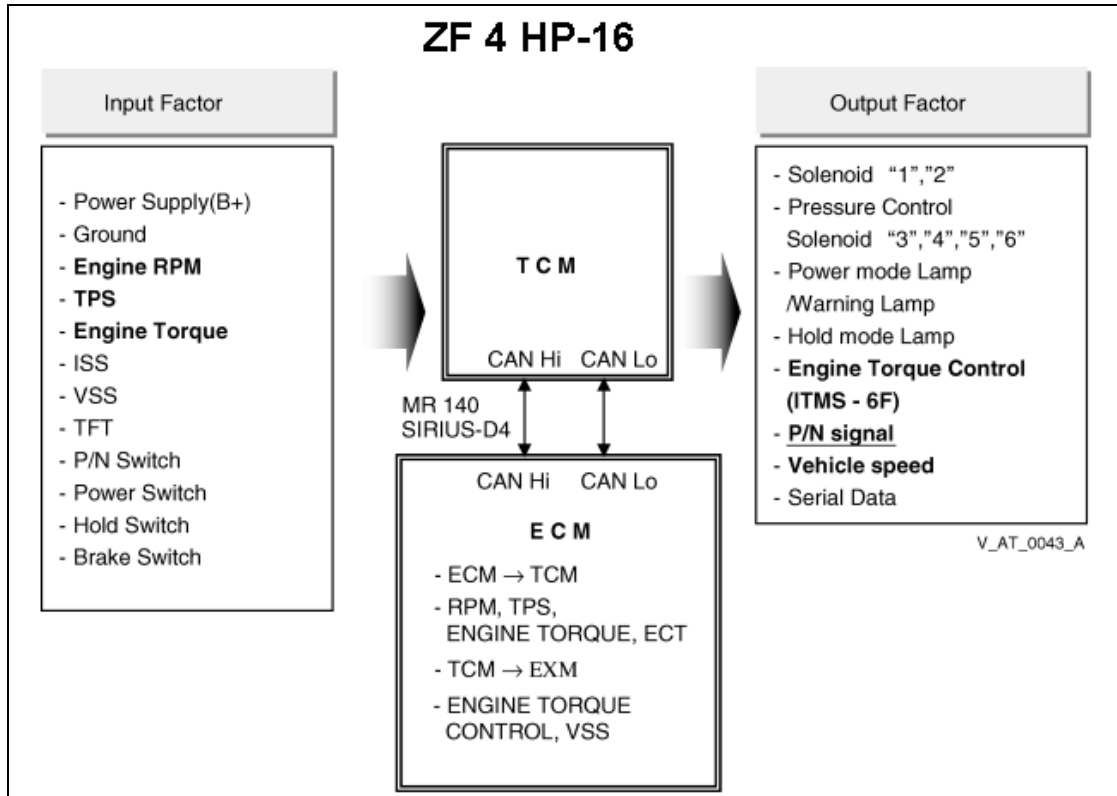 ZF 4 HP-16
Input Factor
- Power Supply(B+)
- Ground
- Engine RPM
- TPS
- Engine Torque
- ISS
- VSS
- TFT
- P/N Switch
- Power Switch
- Hold Switch
- Brake Switch
T C M
CAN Hi CAN Lo
MR 140
SIRIUS-D4
CAN Hi CAN Lo
E C M
- ECM → TCM
- RPM, TPS,
ENGINE TORQUE, ECT
- TCM → EXM
- ENGINE TORQUE
CONTROL, VSS
Output Factor
- Solenoid "1","2"
- Pressure Control
Solenoid "3","4","5","6"
- Power mode Lamp
/Warning Lamp
- Hold mode Lamp
- Engine Torque Control
(ITMS - 6F)
- P/N signal
- Vehicle speed
- Serial Data
V_AT_0043_A